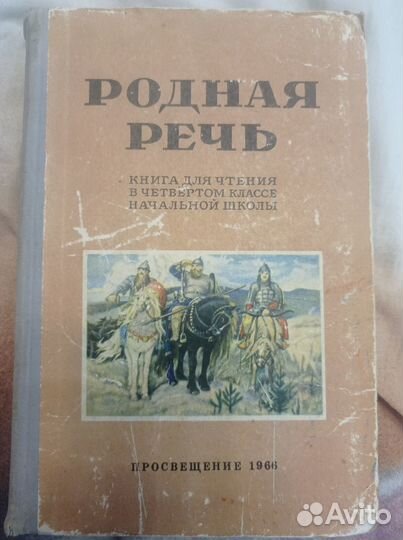 РОДНАЯ
РЕЧЬ
КНИГА ДЛЯ ЧТЕНИЯ
В ЧЕТВЕРТОМ КЛАССЕ
НАЧАЛЬНОЙ ШКОЛЫ
ПРОСВЕЩЕНИЕ 1966
Avito